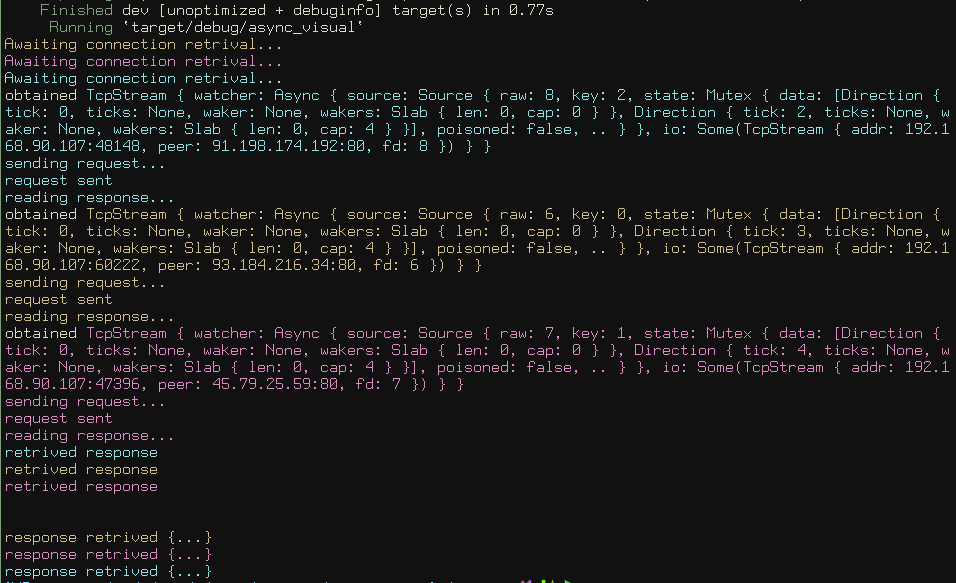 Finished dev [unoptimized + debuginfo] target(s) in 0.77s
Running `target/debug/async_visual`
Awaiting connection retrival...
Awaiting connection retrival...
Awaiting connection retrival...
obtained TcpStream { watcher: Async { source: Source { raw: 8, key: 2, state: Mutex { data: [Direction {
tick: 0, ticks: None, waker: None, wakers: Slab { len: 0, cap: 0 } }, Direction { tick: 2, ticks: None, w
aker: None, wakers: Slab { len: 0, cap: 4 } }], poisoned: false, .. } }, io: Some(TcpStream { addr: 192.1
68.90.107:48148, peer: 91.198.174.192:80, fd: 8 }) } }
sending request...
request sent
reading response...
obtained TcpStream { watcher: Async { source: Source { raw: 6, key: 0, state: Mutex { data: [Direction {
tick: 0, ticks: None, waker: None, wakers: Slab { len: 0, cap: 0 } }, Direction { tick: 3, ticks: None, w
aker: None, wakers: Slab { len: 0, cap: 4 } }], poisoned: false, .. } }, io: Some(TcpStream { addr: 192.1
68.90.107:60222, peer: 93.184.216.34:80, fd: 6 }) } }
sending request...
request sent
reading response...
obtained TcpStream { watcher: Async { source: Source { raw: 7, key: 1, state: Mutex { data: [Direction {
tick: 0, ticks: None, waker: None, wakers: Slab { len: 0, cap: 0 } }, Direction { tick: 4, ticks: None, w
aker: None, wakers: Slab { len: 0, cap: 4 } }], poisoned: false, .. } }, io: Some(TcpStream { addr: 192.1
68.90.107:47396, peer: 45.79.25.59:80, fd: 7 }) } }
sending request...
request sent
reading response...
retrived response
retrived response
retrived response
response retrived {...}
response retrived {...}
response retrived {...}